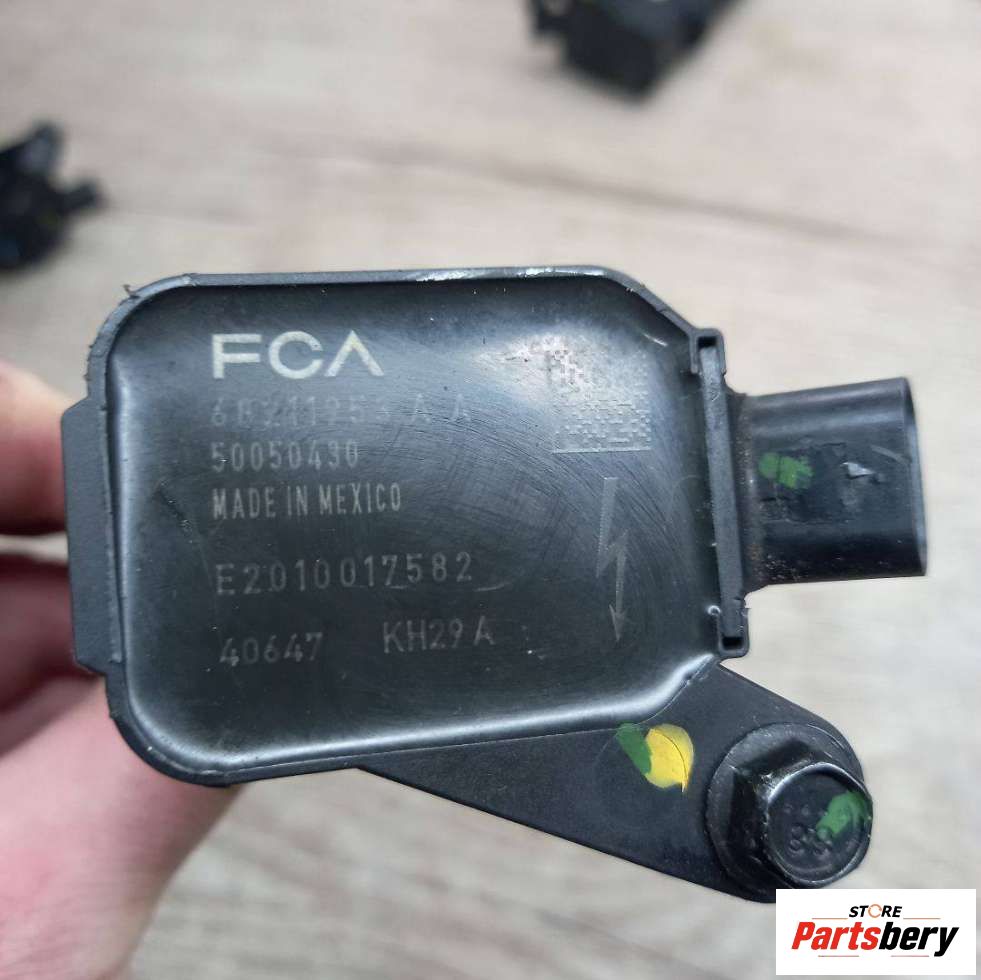 FCA
50050430
MADE IN MEXICO
E2010017582
40647 KH29A
STORE
Partsbery